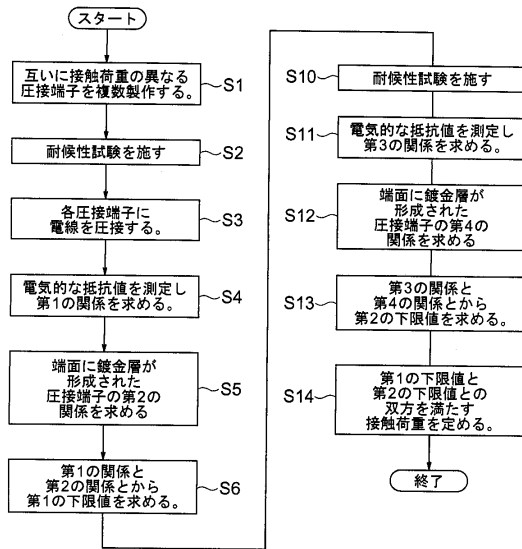 スタート
互いに接触荷重の異なる
圧接端子を複数製作する。
S1
耐候性試験を施す
S2
各圧接端子に
電線を圧接する。
S3
電気的な抵抗値を測定し
第1の関係を求める。
S4
端面に鍍金層が
形成された
圧接端子の第2の
関係を求める
S5
第1の関係と
第2の関係とから
第1の下限値を求める。
S6
S10
耐候性試験を施す
S11
電気的な抵抗値を測定し
第3の関係を求める。
S12
端面に鍍金層が
形成された
圧接端子の第4の
関係を求める
S13
第3の関係と
第4の関係とから
第2の下限値を求める。
S14
第1の下限値と
第2の下限値との
双方を満たす
接触荷重を定める。
終了